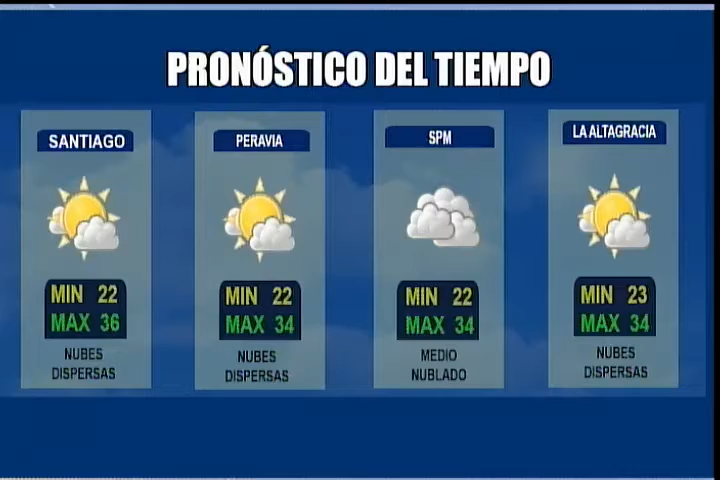 PRONÓSTICO DEL TIEMPO
SANTIAGO
MIN 22
MAX 36
NUBES
DISPERSAS
PERAVIA
MIN 22
MAX 34
NUBES
DISPERSAS
SPM
MIN 22
MAX 34
MEDIO
NUBLADO
LA ALTAGRACIA
MIN 23
MAX 34
NUBES
DISPERSAS